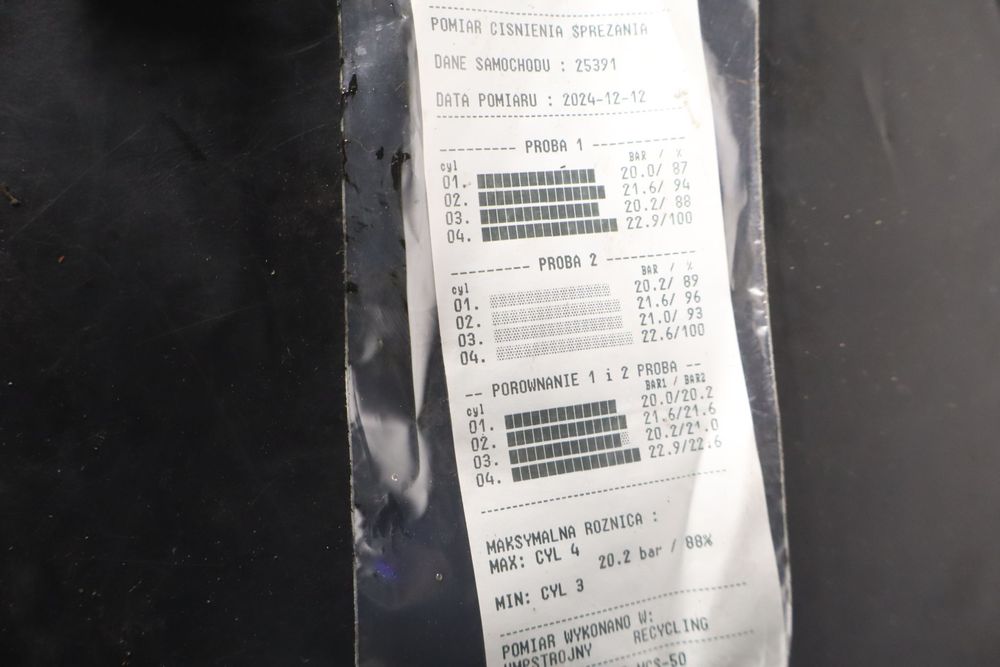 POMIAR CISNIENIA SPREZANIA
DANE SAMOCHODU : 25391
DATA POMIARU : 2024-12-12
--------- PROBA 1 ---------
cyl BAR / %
01. 20.0/ 87
02. 21.6/ 94
03. 20.2/ 88
04. 22.9/100
--------- PROBA 2 ---------
cyl BAR / %
01. 20.2/ 89
02. 21.6/ 96
03. 21.0/ 93
04. 22.6/100
-- POROWNANIE 1 i 2 PROBA --
cyl BAR1 / BAR2
01. 20.0/20.2
02. 21.6/21.6
03. 20.2/21.0
04. 22.9/22.6
MAKSYMALNA ROZNICA :
MAX: CYL 4
20.2 bar / 88%
MIN: CYL 3
POMIAR WYKONANO W:
UMPSTROJNY RECYCLING